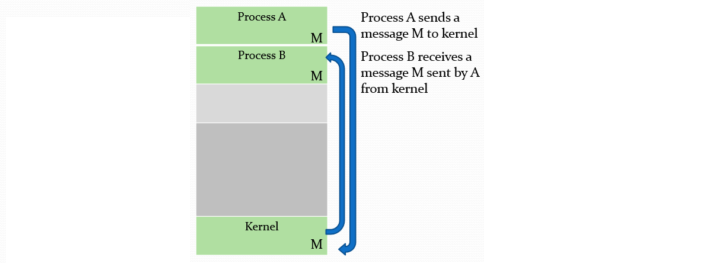 Process A
M
Process B
M
Kernel
M
Process A sends a
message M to kernel
Process B receives a
message M sent by A
from kernel